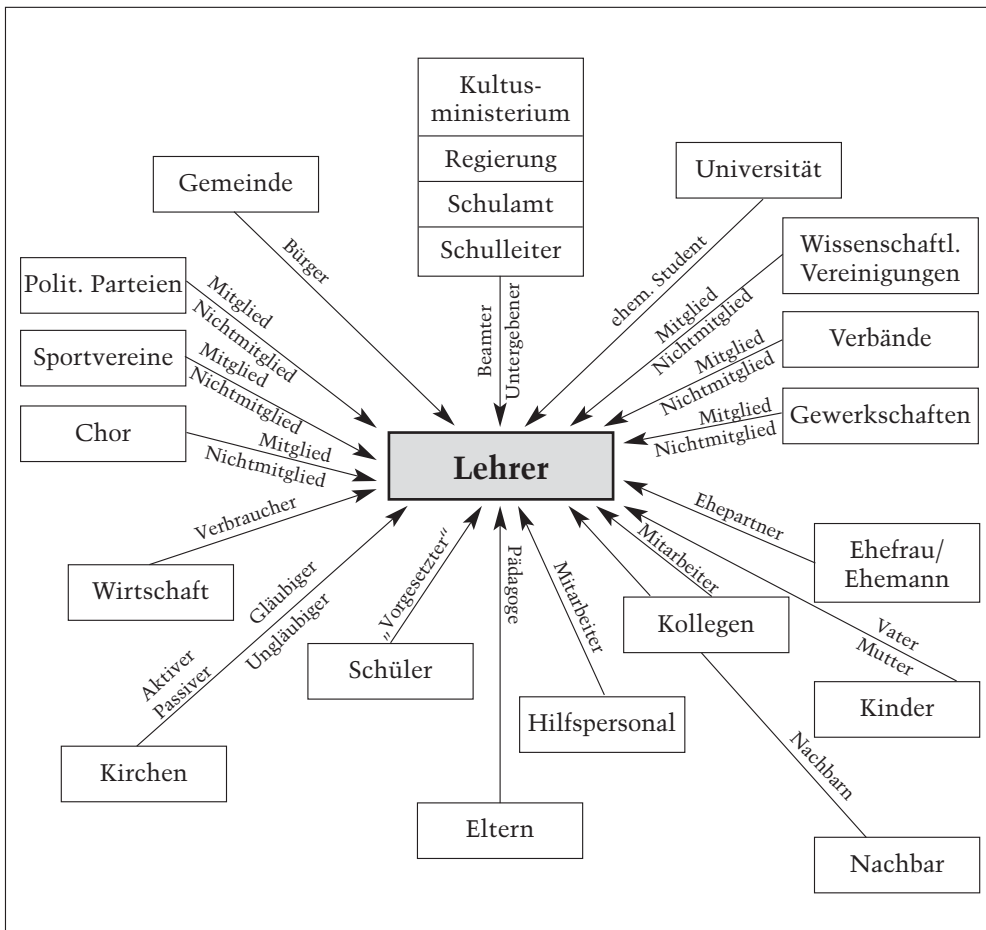 Kultus-
ministerium
Regierung
Schulamt
Schulleiter
Gemeinde
Universität
Bürger
ehem. Student
Wissenschaftl.
Vereinigungen
Polit. Parteien
Mitglied
Nichtmitglied
Beamter
Untergebener
Mitglied
Nichtmitglied
Sportvereine
Mitglied
Nichtmitglied
Mitglied
Nichtmitglied
Verbände
Chor
Mitglied
Nichtmitglied
Mitglied
Nichtmitglied
Gewerkschaften
Lehrer
Verbraucher
Wirtschaft
Ehepartner
Ehefrau/
Ehemann
Gläubiger
Ungläubiger
Aktiver
Passiver
Kirchen
„Vorgesetzter“
Schüler
Pädagoge
Eltern
Mitarbeiter
Hilfspersonal
Mitarbeiter
Kollegen
Vater
Mutter
Kinder
Nachbarn
Nachbar